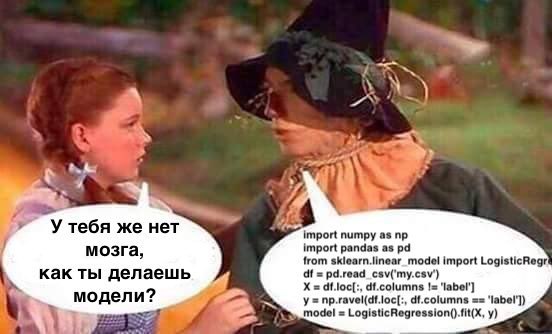 У тебя же нет
мозга,
как ты делаешь
модели?
import numpy as np
import pandas as pd
from sklearn.linear_model import LogisticRegre
df = pd.read_csv('my.csv')
X = df.loc[:, df.columns != 'label']
y = np.ravel(df.loc[:, df.columns == 'label'])
model = LogisticRegression().fit(X, y)